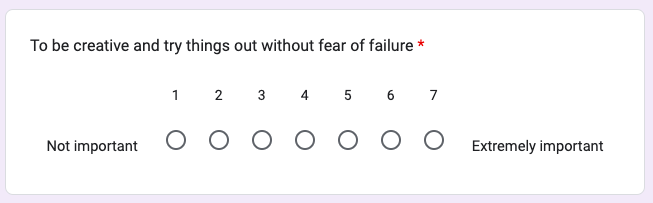 To be creative and try things out without fear of failure *
1 2 3 4 5 6 7
Not important Extremely important